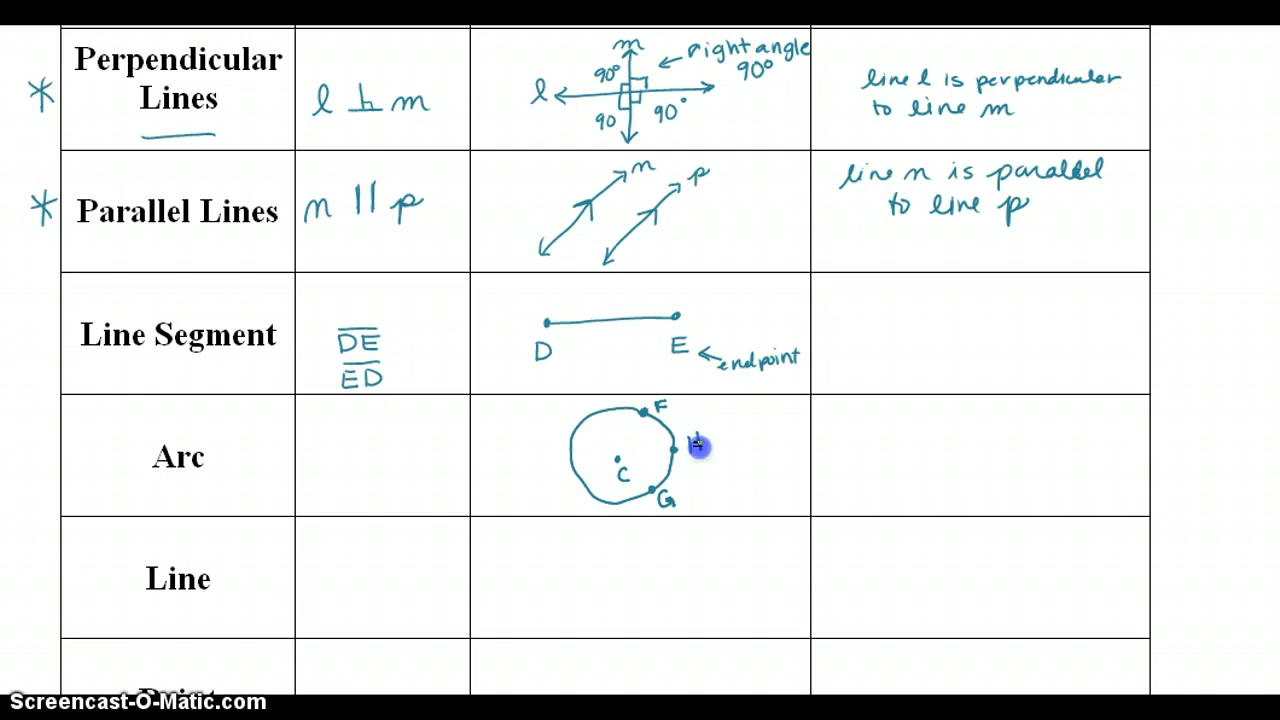 Perpendicular
Lines
l ⊥ m
m
l
90°
90
90°
right angle
90°
line l is perpendicular
to line m
Parallel Lines
n || p
n
p
line n is parallel
to line p
Line Segment
DE
ED
D
E
endpoint
Arc
F
H
C
G
Line
Screencast-O-Matic.com